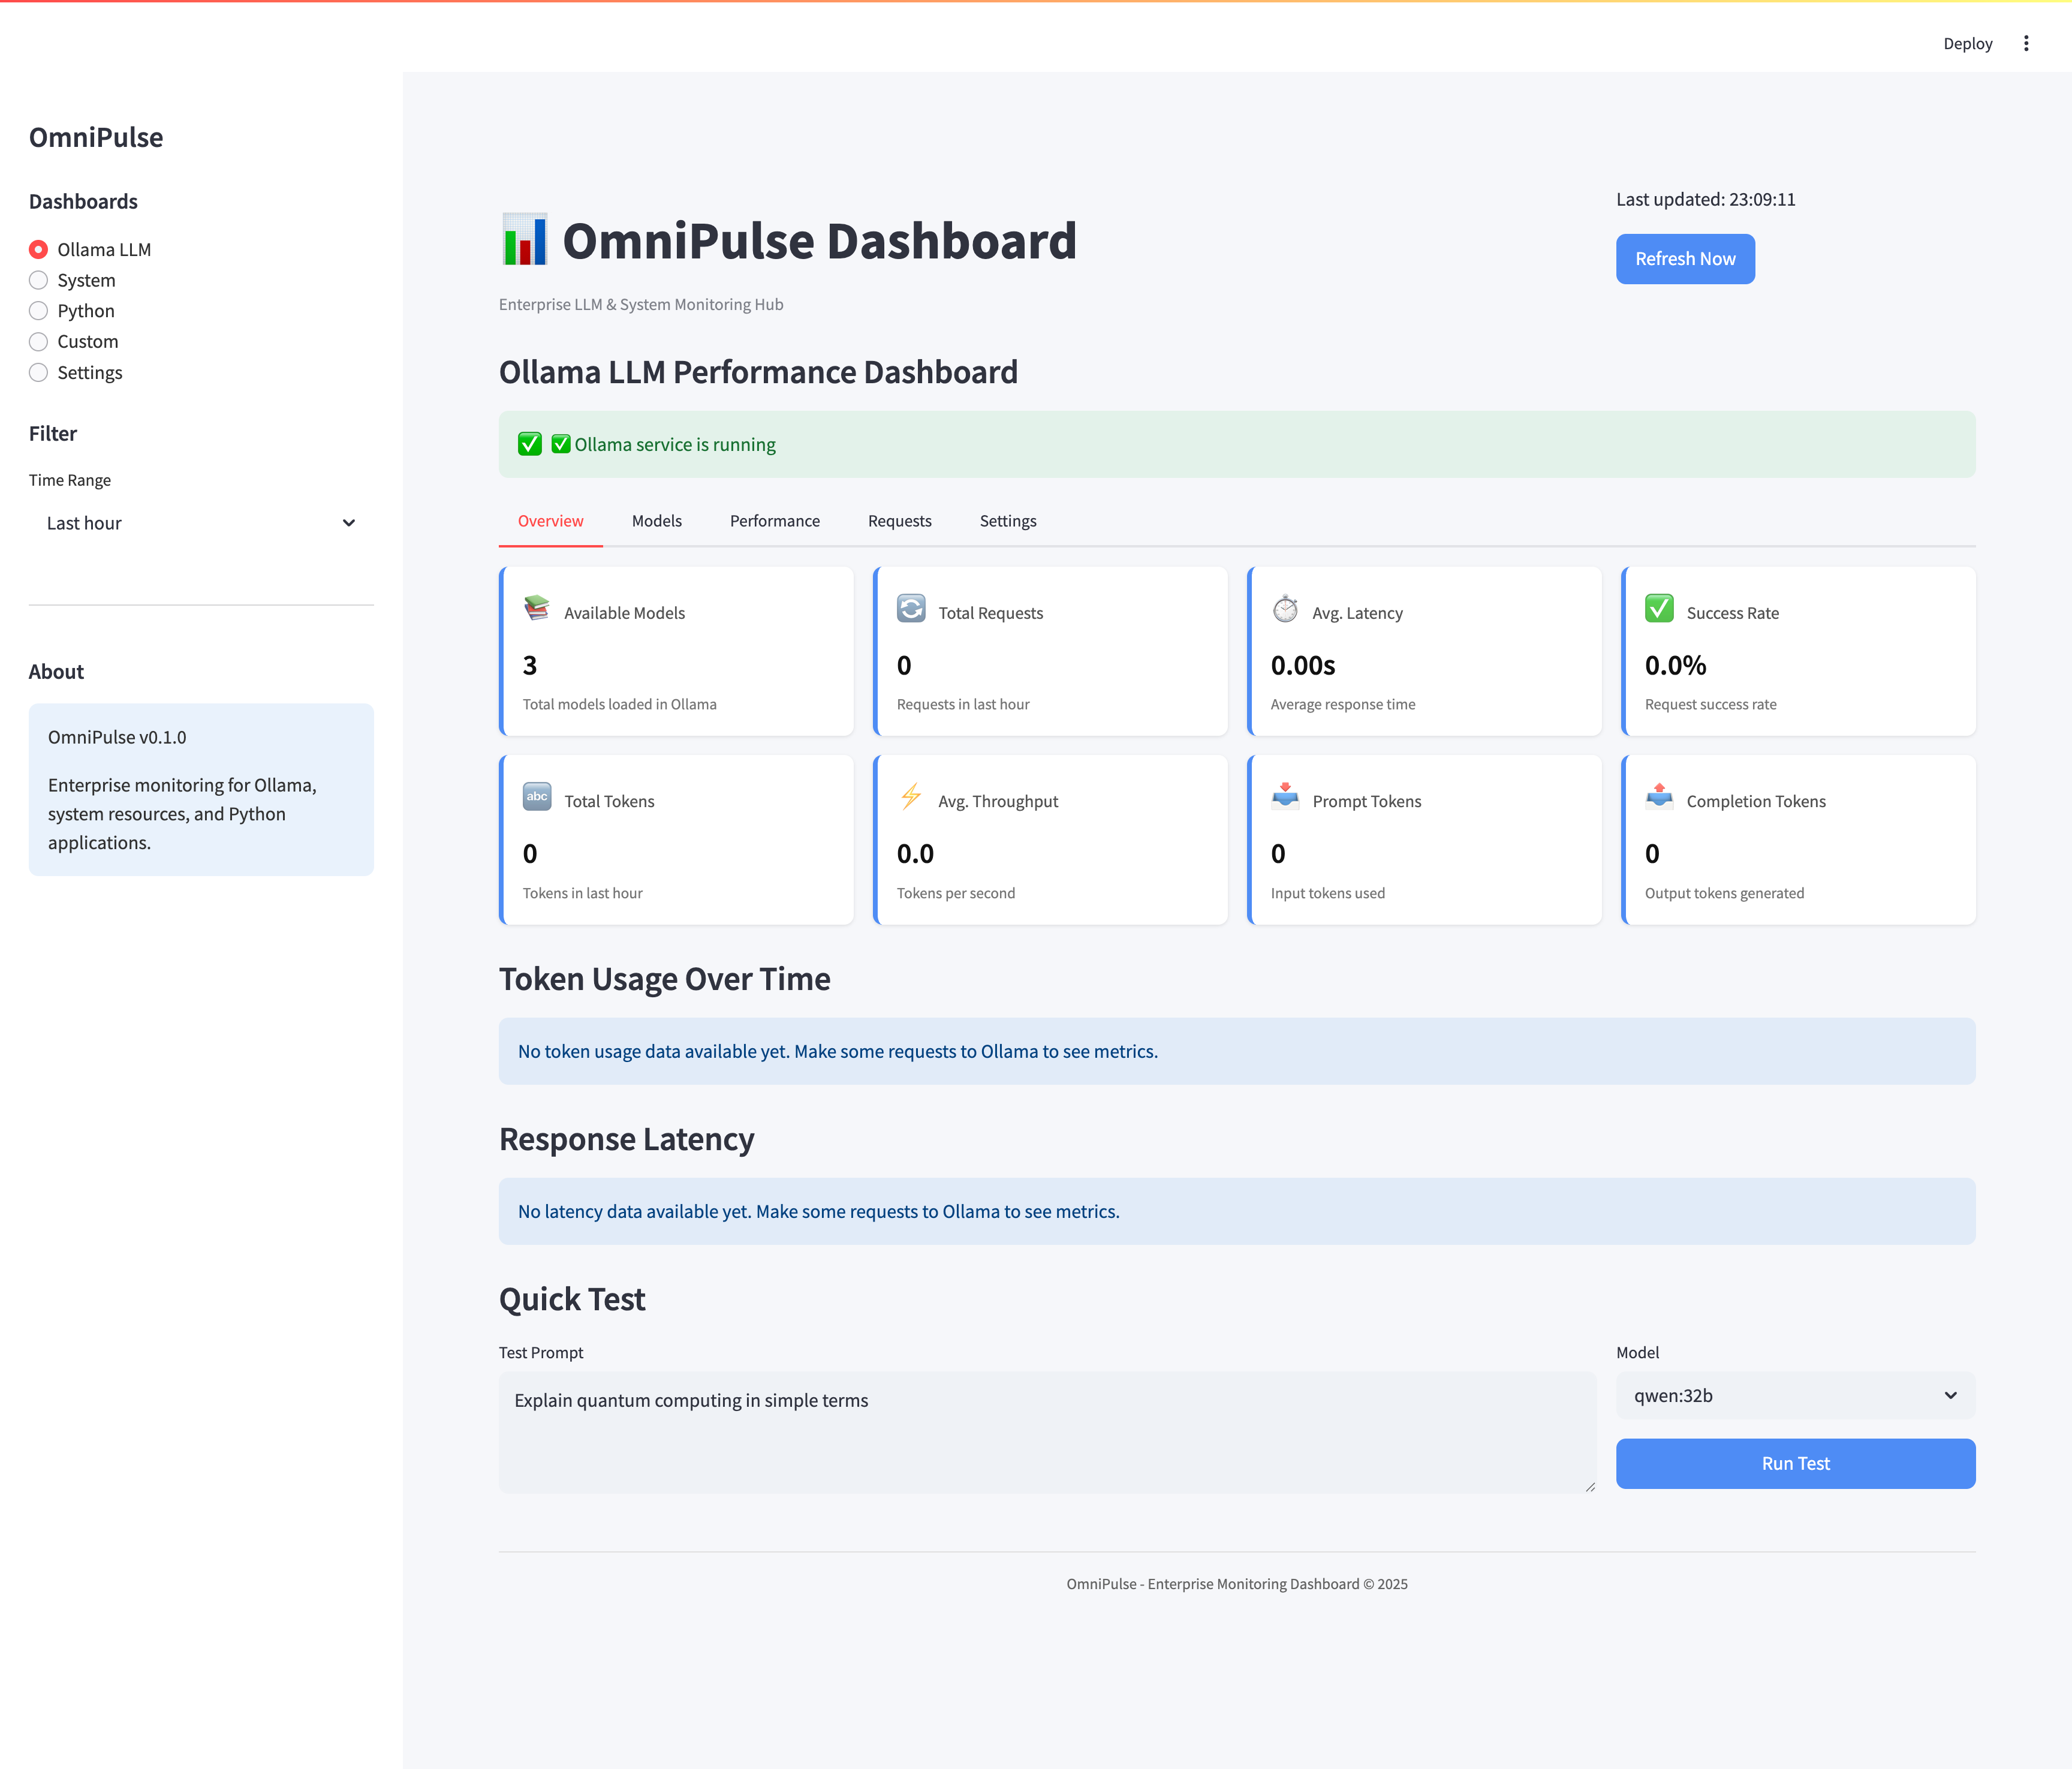 Deploy
OmniPulse
Dashboards
Ollama LLM
System
Python
Custom
Settings
Filter
Time Range
Last hour
About
OmniPulse v0.1.0
Enterprise monitoring for Ollama,
system resources, and Python
applications.
📊 OmniPulse Dashboard
Enterprise LLM & System Monitoring Hub
Last updated: 23:09:11
Refresh Now
Ollama LLM Performance Dashboard
✅ ✅ Ollama service is running
Overview
Models
Performance
Requests
Settings
📚 Available Models
3
Total models loaded in Ollama
🔄 Total Requests
0
Requests in last hour
⏱️ Avg. Latency
0.00s
Average response time
✅ Success Rate
0.0%
Request success rate
🔤 Total Tokens
0
Tokens in last hour
⚡ Avg. Throughput
0.0
Tokens per second
📥 Prompt Tokens
0
Input tokens used
📤 Completion Tokens
0
Output tokens generated
Token Usage Over Time
No token usage data available yet. Make some requests to Ollama to see metrics.
Response Latency
No latency data available yet. Make some requests to Ollama to see metrics.
Quick Test
Test Prompt
Explain quantum computing in simple terms
Model
qwen:32b
Run Test
OmniPulse - Enterprise Monitoring Dashboard © 2025